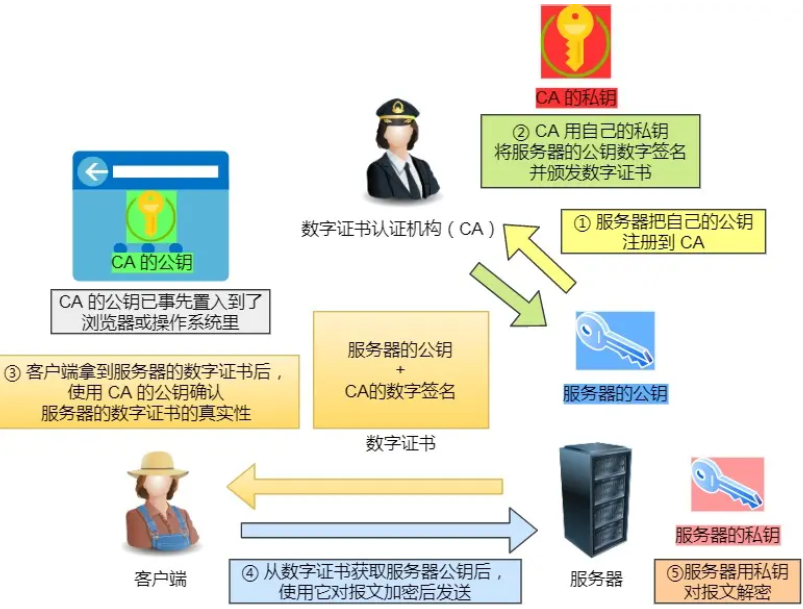 CA 的私钥
② CA 用自己的私钥
将服务器的公钥数字签名
并颁发数字证书
数字证书认证机构（CA）
① 服务器把自己的公钥
注册到 CA
CA 的公钥
CA 的公钥已事先置入到了
浏览器或操作系统里
服务器的公钥
+
CA的数字签名
数字证书
服务器的公钥
③ 客户端拿到服务器的数字证书后，
使用 CA 的公钥确认
服务器的数字证书的真实性
服务器的私钥
客户端
④ 从数字证书获取服务器公钥后，
使用它对报文加密后发送
服务器
⑤服务器用私钥
对报文解密